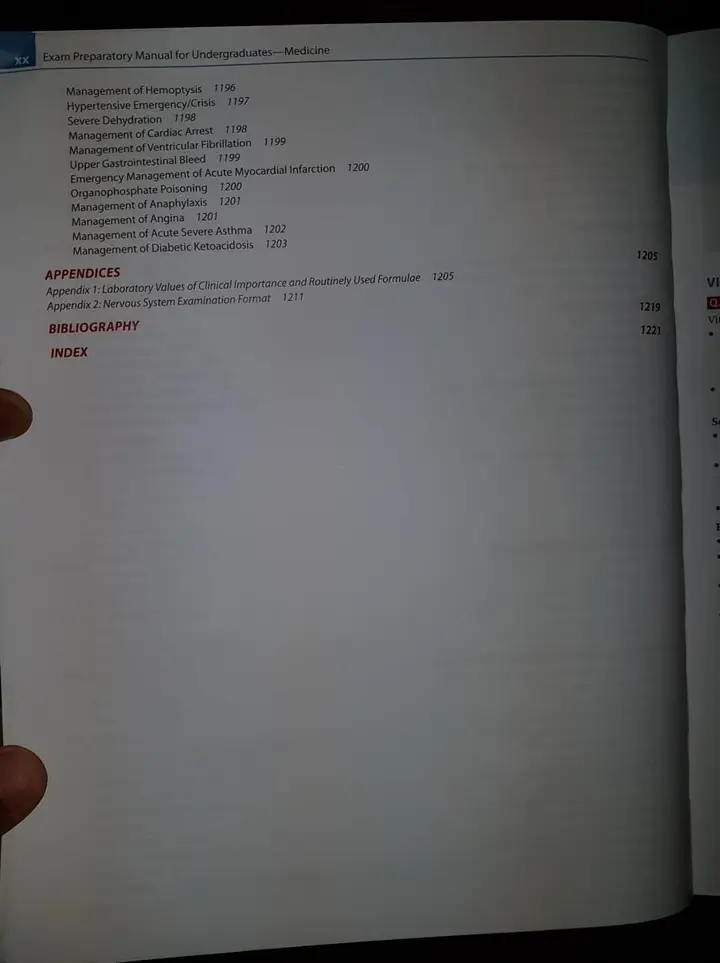 xx Exam Preparatory Manual for Undergraduates—Medicine
Management of Hemoptysis 1196
Hypertensive Emergency/Crisis 1197
Severe Dehydration 1198
Management of Cardiac Arrest 1198
Management of Ventricular Fibrillation 1199
Upper Gastrointestinal Bleed 1199
Emergency Management of Acute Myocardial Infarction 1200
Organophosphate Poisoning 1200
Management of Anaphylaxis 1201
Management of Angina 1201
Management of Acute Severe Asthma 1202
Management of Diabetic Ketoacidosis 1203
APPENDICES 1205
Appendix 1: Laboratory Values of Clinical Importance and Routinely Used Formulae 1205
Appendix 2: Nervous System Examination Format 1211
BIBLIOGRAPHY 1219
INDEX 1221